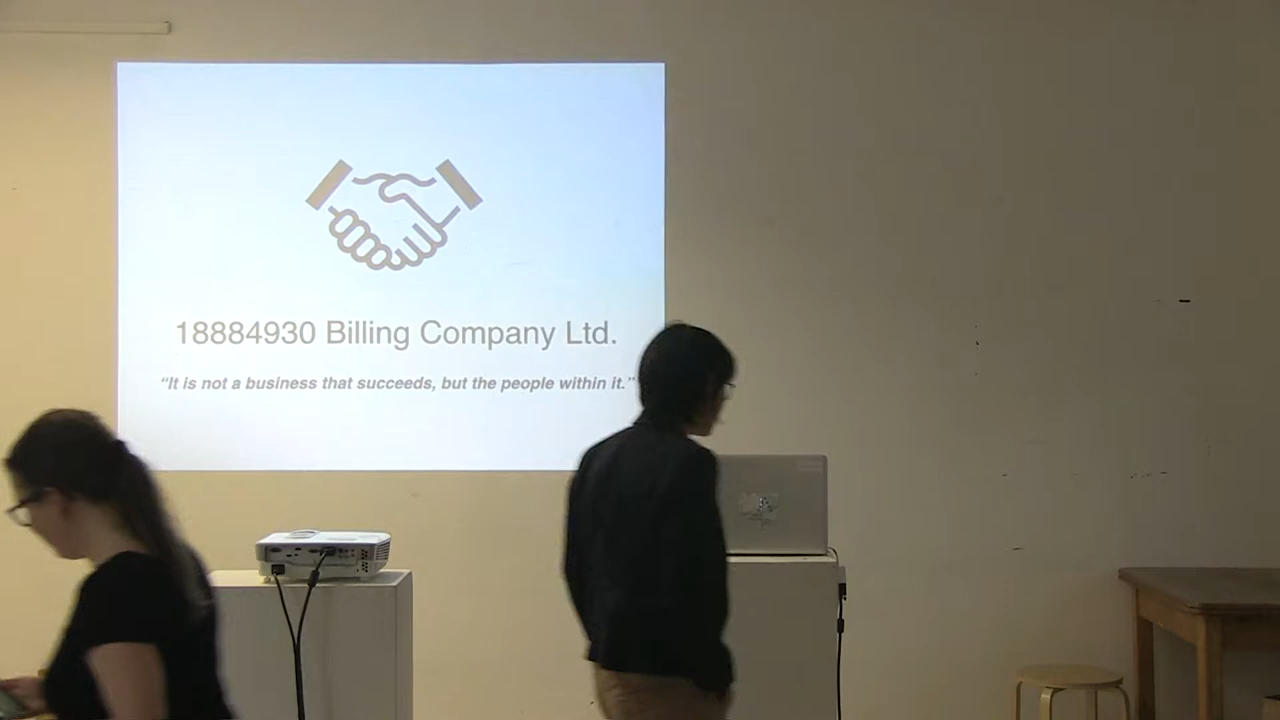 18884930 Billing Company Ltd.
“It is not a business that succeeds, but the people within it.”